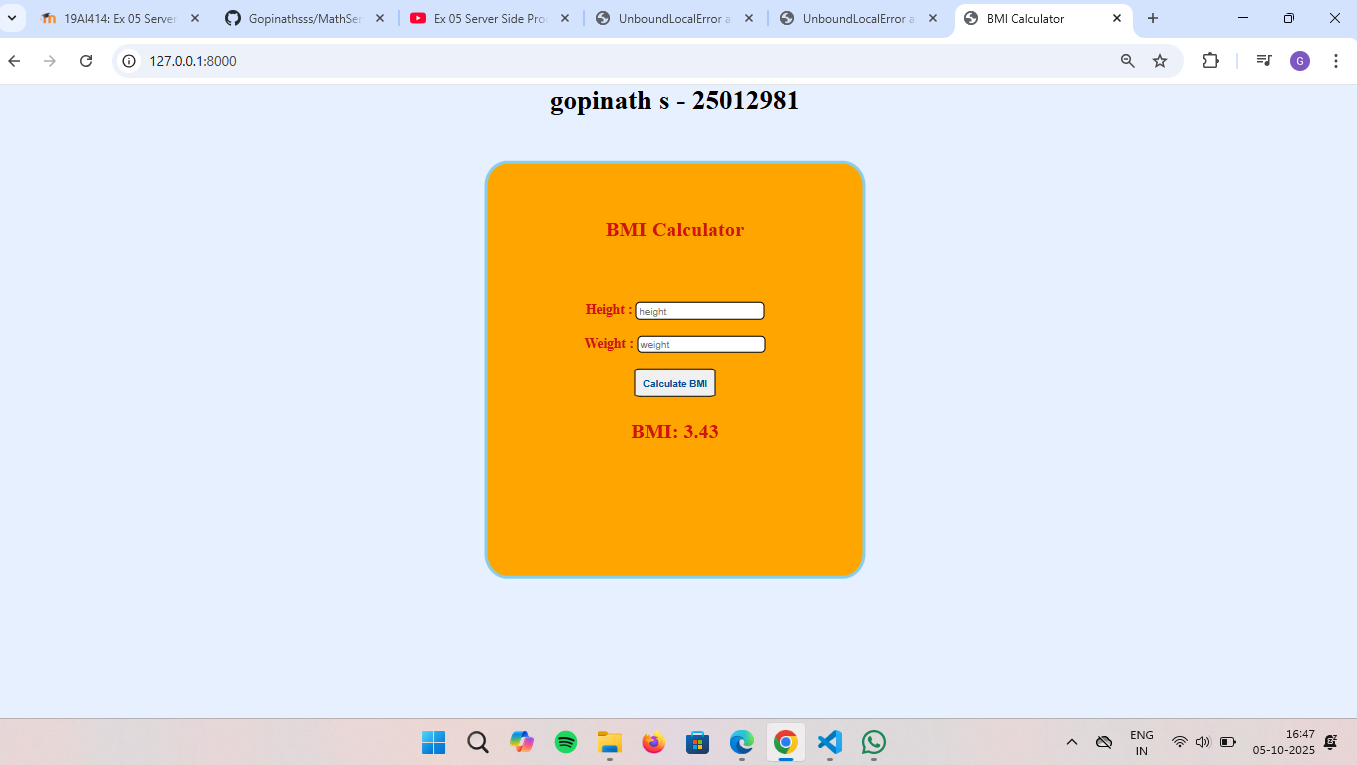 19AI414: Ex 05 Server
Gopinathsss/MathSer
Ex 05 Server Side Proc
UnboundLocalError a
UnboundLocalError a
BMI Calculator
127.0.0.1:8000
G
gopinath s - 25012981
BMI Calculator
Height : height
Weight : weight
Calculate BMI
BMI: 3.43
ENG
IN
16:47
05-10-2025